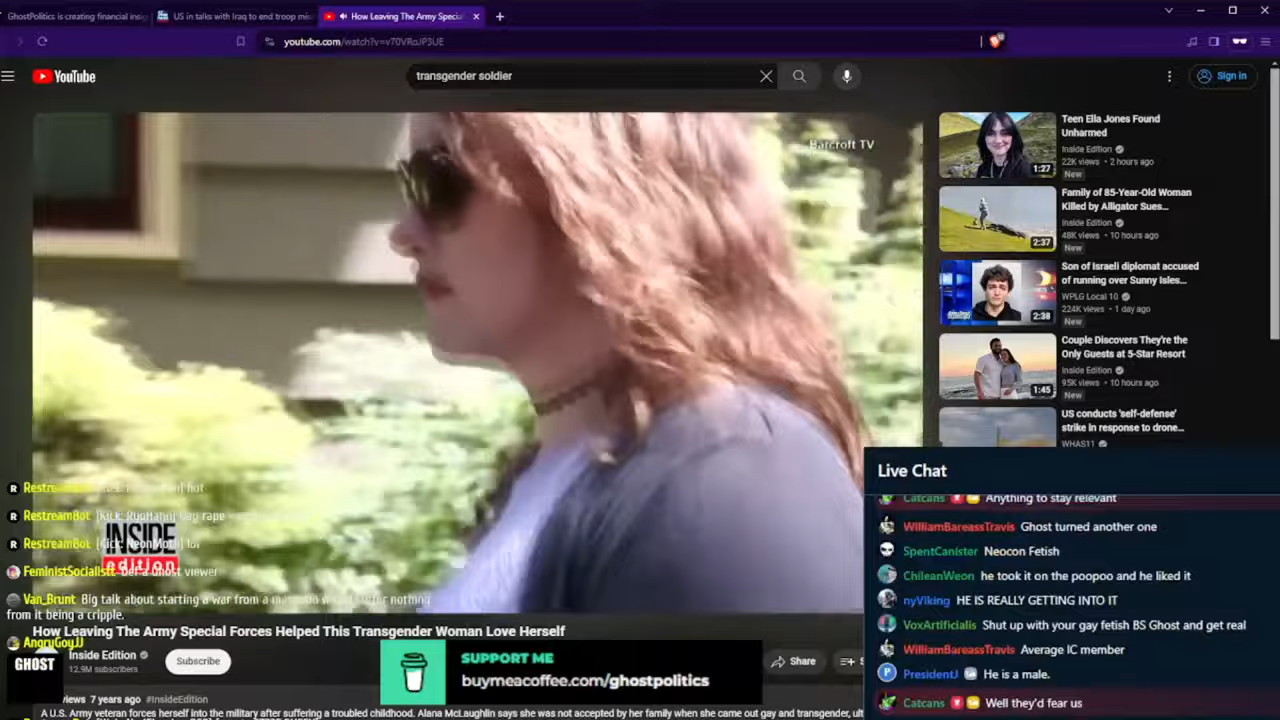 GhostPolitics is creating financial insi
US in talks with Iraq to end troop mi
How Leaving The Army Specia
youtube.com/watch?v=v70VRoJP3UE
YouTube
transgender soldier
Sign in
Barcroft TV
Teen Ella Jones Found
Unharmed
Inside Edition
22K views • 2 hours ago
New
1:27
Family of 85-Year-Old Woman
Killed by Alligator Sues...
Inside Edition
48K views • 10 hours ago
New
2:37
Son of Israeli diplomat accused
of running over Sunny Isles...
WPLG Local 10
224K views • 1 day ago
New
2:38
Couple Discovers They're the
Only Guests at 5-Star Resort
Inside Edition
95K views • 10 hours ago
New
1:45
US conducts 'self-defense'
strike in response to drone...
WHAS11
Live Chat
Catcans Anything to stay relevant
WilliamBareassTravis Ghost turned another one
SpentCanister Neocon Fetish
ChileanWeon he took it on the poopoo and he liked it
nyViking HE IS REALLY GETTING INTO IT
VoxArtificialis Shut up with your gay fetish BS Ghost and get real
WilliamBareassTravis Average IC member
PresidentJ He is a male.
Catcans Well they'd fear us
RestreamBot
RestreamBot
INSIDE
edition
FeministSocialist viewer
Van_Brunt Big talk about starting a war from a nothing
from it being a cripple.
AngryGoyJJ
How Leaving The Army Special Forces Helped This Transgender Woman Love Herself
GHOST
Inside Edition
12.9M subscribers
Subscribe
SUPPORT ME
buymeacoffee.com/ghostpolitics
Share
views 7 years ago #InsideEdition
A U.S. Army veteran forces herself into the military after suffering a troubled childhood. Alana McLaughlin says she was not accepted by her family when she came out gay and transgender, ult